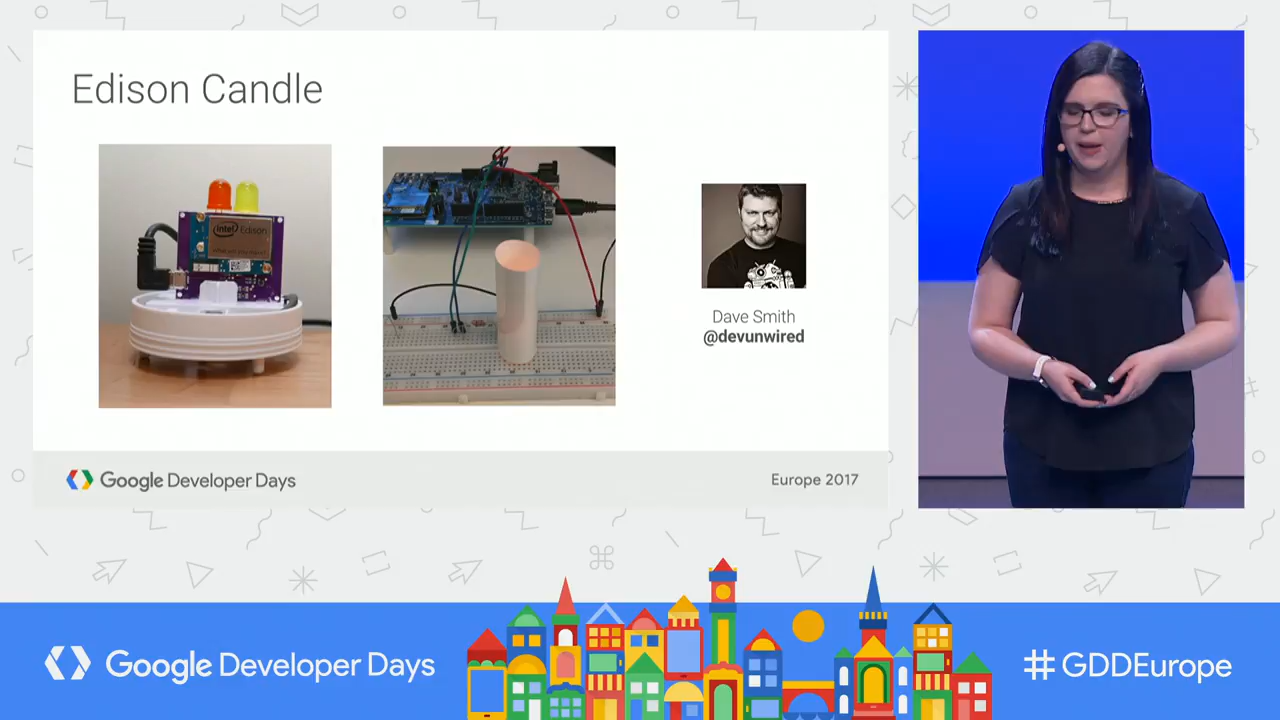 Edison Candle
intel Edison
Dave Smith
@devunwired
Google Developer Days
Europe 2017
Google Developer Days
#GDDEurope